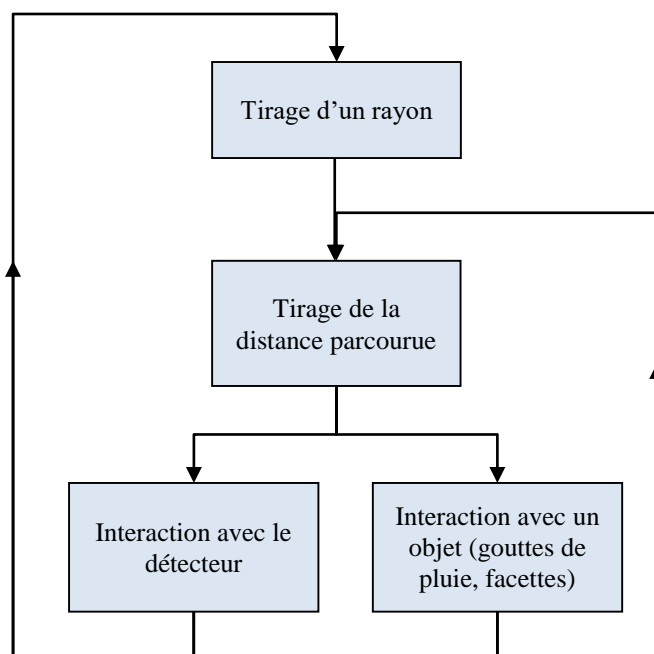 Tirage d’un rayon
Tirage de la
distance parcourue
Interaction avec le
détecteur
Interaction avec un
objet (gouttes de
pluie, facettes)